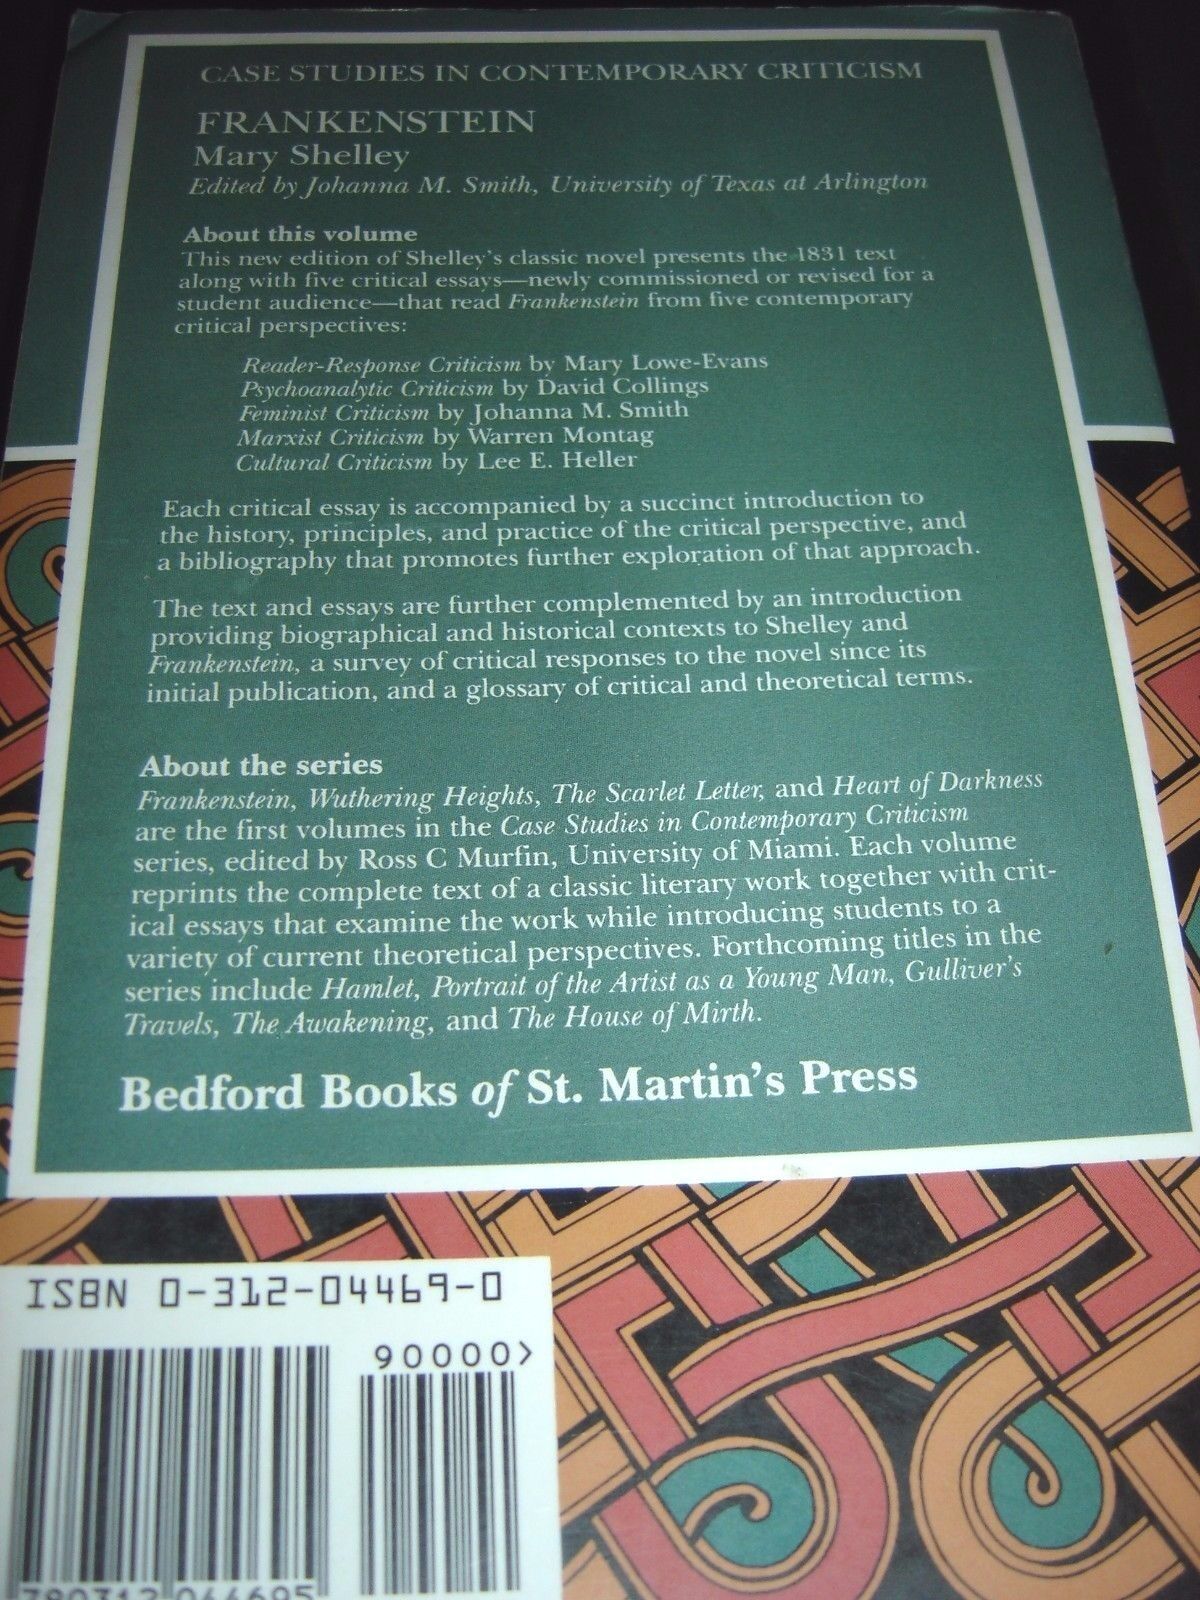 CASE STUDIES IN CONTEMPORARY CRITICISM
FRANKENSTEIN
Mary Shelley
Edited by Johanna M. Smith, University of Texas at Arlington
About this volume
This new edition of Shelley's classic novel presents the 1831 text
along with five critical essays—newly commissioned or revised for a
student audience—that read Frankenstein from five contemporary
critical perspectives:
Reader-Response Criticism by Mary Lowe-Evans
Psychoanalytic Criticism by David Collings
Feminist Criticism by Johanna M. Smith
Marxist Criticism by Warren Montag
Cultural Criticism by Lee E. Heller
Each critical essay is accompanied by a succinct introduction to
the history, principles, and practice of the critical perspective, and
a bibliography that promotes further exploration of that approach.
The text and essays are further complemented by an introduction
providing biographical and historical contexts to Shelley and
Frankenstein, a survey of critical responses to the novel since its
initial publication, and a glossary of critical and theoretical terms.
About the series
Frankenstein, Wuthering Heights, The Scarlet Letter, and Heart of Darkness
are the first volumes in the Case Studies in Contemporary Criticism
series, edited by Ross C Murfin, University of Miami. Each volume
reprints the complete text of a classic literary work together with crit-
ical essays that examine the work while introducing students to a
variety of current theoretical perspectives. Forthcoming titles in the
series include Hamlet, Portrait of the Artist as a Young Man, Gulliver's
Travels, The Awakening, and The House of Mirth.
Bedford Books of St. Martin's Press
ISBN 0-312-04469-0
90000>
780312 044695